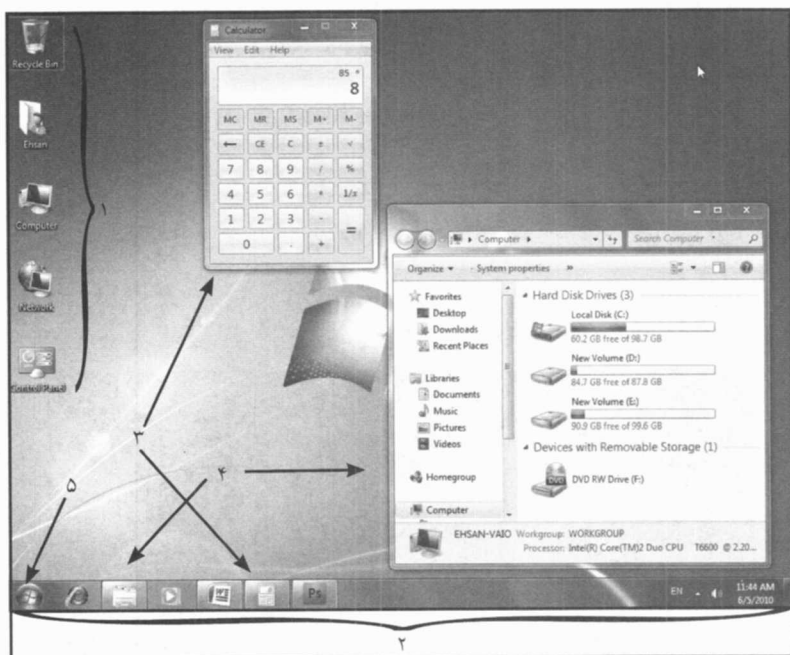 Recycle Bin
Ehsan
Computer
Network
Control Panel
۱
Calculator
View Edit Help
85 *
8
MC MR MS M+ M-
← CE C ± √
7 8 9 / %
4 5 6 * 1/x
1 2 3 - =
0 . +
Computer
Search Computer
Organize
System properties »
Favorites
Desktop
Downloads
Recent Places
Libraries
Documents
Music
Pictures
Videos
Homegroup
Computer
Hard Disk Drives (3)
Local Disk (C:)
60.2 GB free of 98.7 GB
New Volume (D:)
84.7 GB free of 87.8 GB
New Volume (E:)
90.9 GB free of 99.6 GB
Devices with Removable Storage (1)
DVD RW Drive (F:)
EHSAN-VAIO Workgroup: WORKGROUP
Processor: Intel(R) Core(TM)2 Duo CPU T6600 @ 2.20...
۳
۴
۵
Ps
EN
11:44 AM
6/5/2010
۲